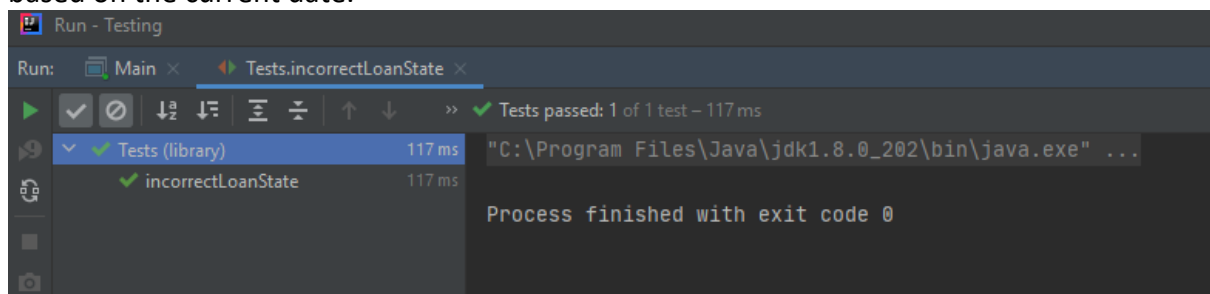 based on the current date.
Run - Testing
Run: Main × Tests.incorrectLoanState ×
» Tests passed: 1 of 1 test – 117 ms
Tests (library) 117 ms
"C:\Program Files\Java\jdk1.8.0_202\bin\java.exe" ...
incorrectLoanState 117 ms
Process finished with exit code 0